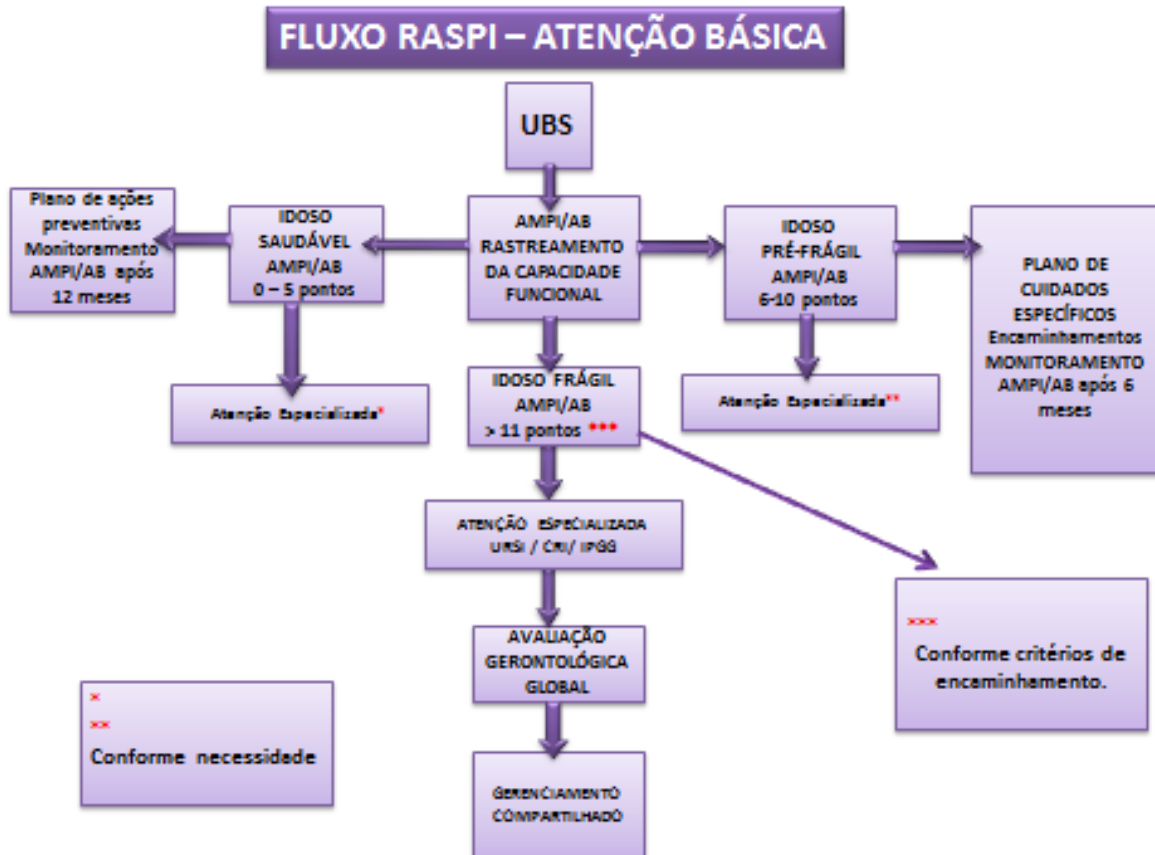 FLUXO RASPI – ATENÇÃO BÁSICA
UBS
Plano de ações
preventivas
Monitoramento
AMPI/AB após
12 meses
IDOSO
SAUDÁVEL
AMPI/AB
0 – 5 pontos
AMPI/AB
RASTREAMENTO
DA CAPACIDADE
FUNCIONAL
IDOSO
PRÉ-FRÁGIL
AMPI/AB
6-10 pontos
PLANO DE
CUIDADOS
ESPECÍFICOS
Encaminhamentos
MONITORAMENTO
AMPI/AB após 6
meses
Atenção Especializada*
IDOSO FRÁGIL
AMPI/AB
> 11 pontos ***
Atenção Especializada**
ATENÇÃO ESPECIALIZADA
URSI / CRI/ IPGG
AVALIAÇÃO
GERONTOLÓGICA
GLOBAL
***
Conforme critérios de
encaminhamento.
*
**
Conforme necessidade
GERENCIAMENTO
COMPARTILHADO